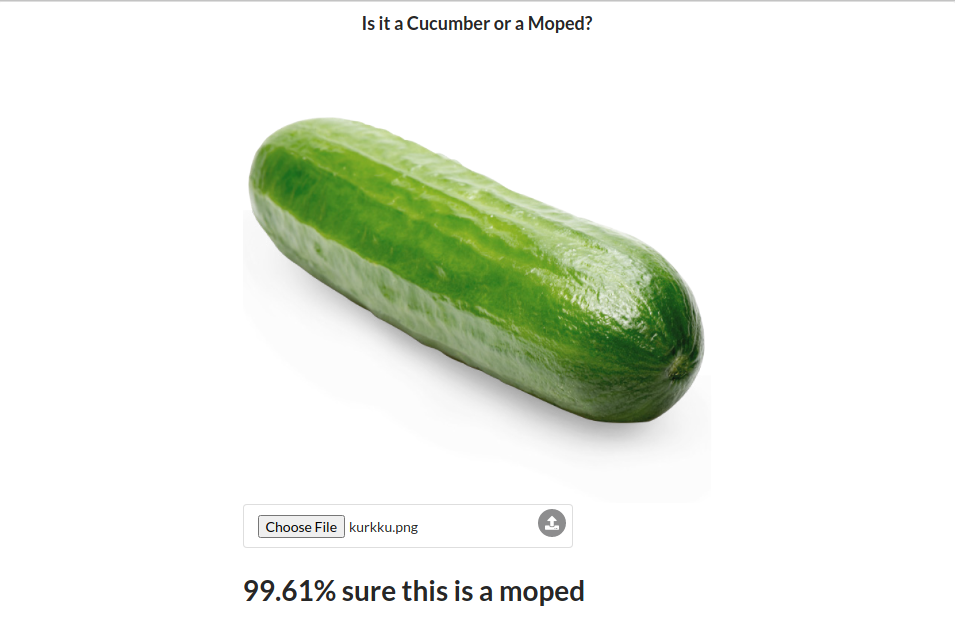 Is it a Cucumber or a Moped?
Choose File kurkku.png
99.61% sure this is a moped